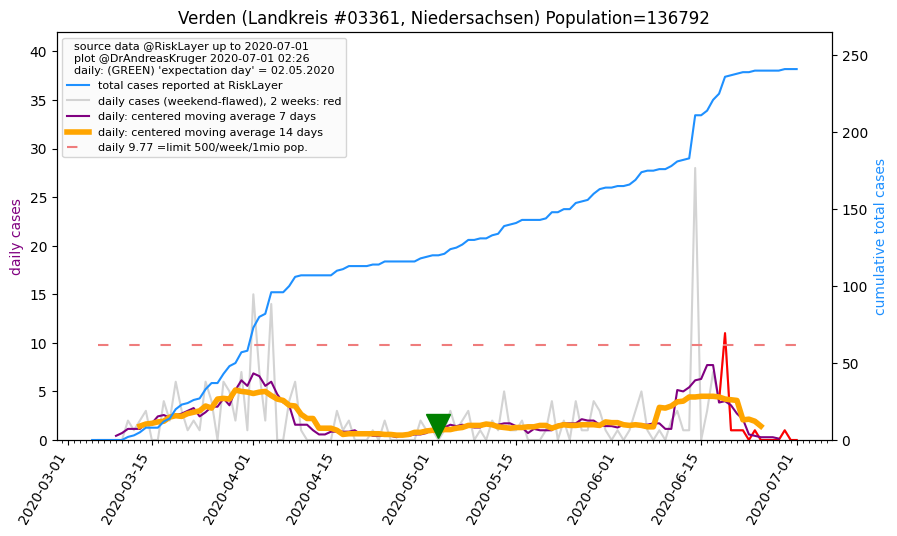 Verden (Landkreis #03361, Niedersachsen) Population=136792
source data @RiskLayer up to 2020-07-01
plot @DrAndreasKruger 2020-07-01 02:26
daily: (GREEN) 'expectation day' = 02.05.2020
total cases reported at RiskLayer
daily cases (weekend-flawed), 2 weeks: red
daily: centered moving average 7 days
daily: centered moving average 14 days
daily 9.77 =limit 500/week/1mio pop.
daily cases
40
35
30
25
20
15
10
5
0
cumulative total cases
250
200
150
100
50
0
2020-03-01
2020-03-15
2020-04-01
2020-04-15
2020-05-01
2020-05-15
2020-06-01
2020-06-15
2020-07-01